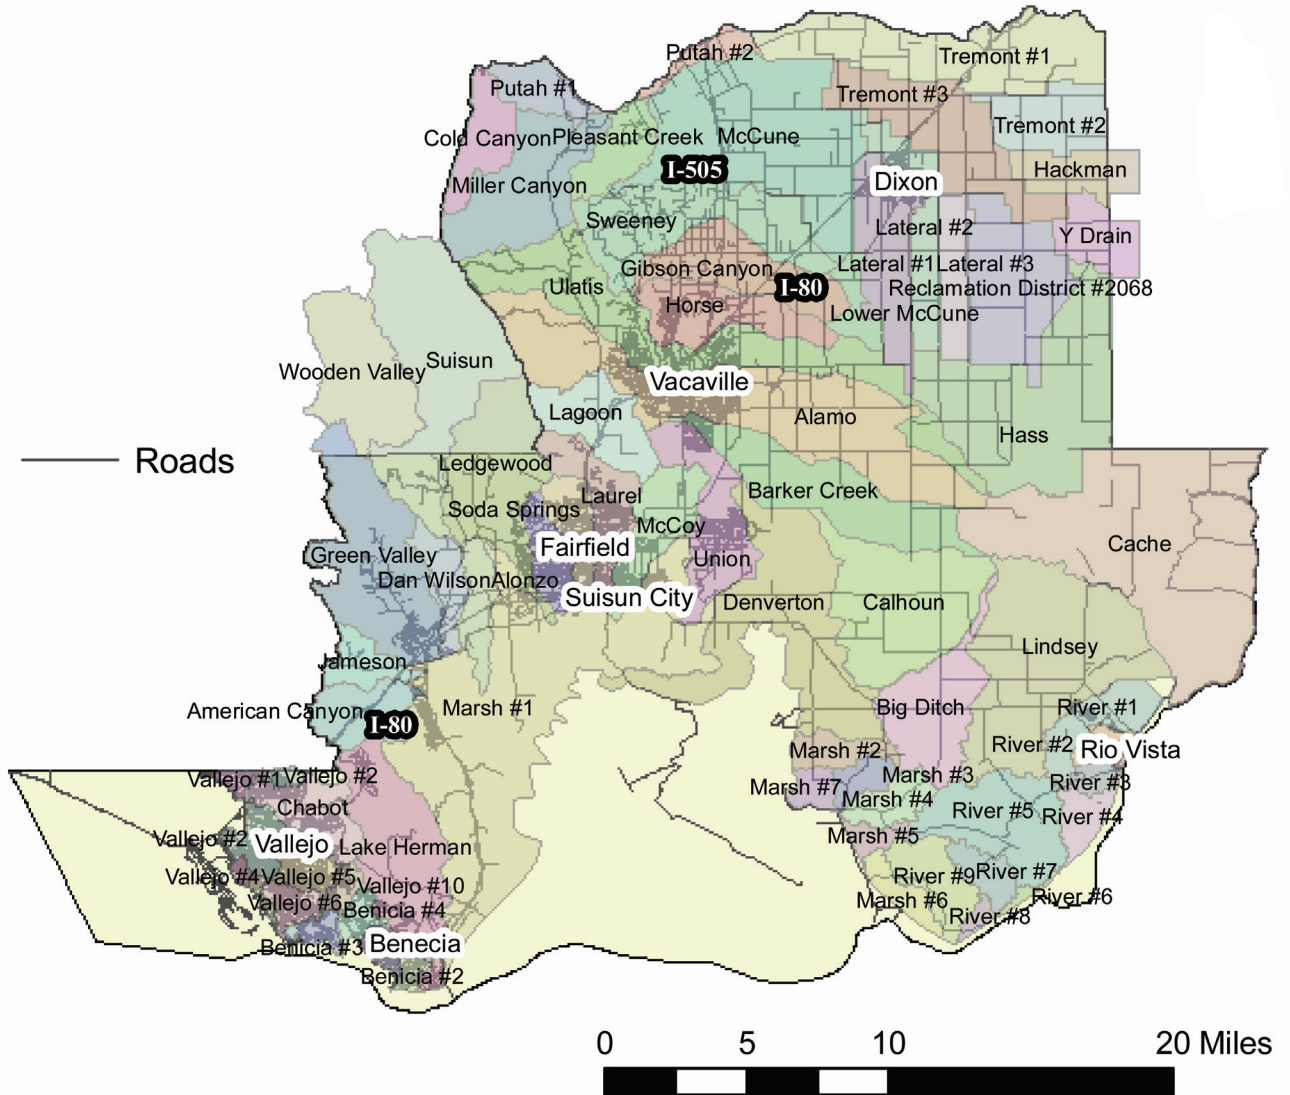 Putah #2
Tremont #1
Putah #1
Tremont #3
Tremont #2
Cold Canyon
Pleasant Creek
McCune
I-505
Hackman
Dixon
Miller Canyon
Sweeney
Lateral #2
Y Drain
Gibson Canyon
Lateral #1
Lateral #3
Ulatis
I-80
Reclamation District #2068
Horse
Lower McCune
Wooden Valley
Suisun
Vacaville
Lagoon
Alamo
Hass
Roads
Ledgewood
Laurel
Barker Creek
Soda Springs
McCoy
Fairfield
Cache
Green Valley
Union
Dan Wilson
Alonzo
Suisun City
Denverton
Calhoun
Lindsey
Jameson
American Canyon
I-80
Marsh #1
Big Ditch
River #1
Marsh #2
River #2
Rio Vista
Vallejo #1
Vallejo #2
Marsh #7
Marsh #3
River #3
Chabot
Marsh #4
River #5
River #4
Vallejo #2
Vallejo
Lake Herman
Marsh #5
Vallejo #4
Vallejo #5
Vallejo #10
River #9
River #7
Vallejo #6
Benicia #4
Marsh #6
River #6
River #8
Benicia #3
Benecia
Benicia #2
0 5 10 20 Miles